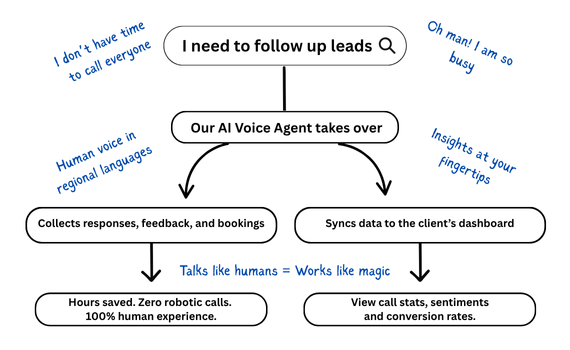 I don't have time
to call everyone
I need to follow up leads
Oh man! I am so
busy
Our AI Voice Agent takes over
Human voice in
regional languages
Insights at your
fingertips
Collects responses, feedback, and bookings
Syncs data to the client's dashboard
Talks like humans = Works like magic
Hours saved. Zero robotic calls.
100% human experience.
View call stats, sentiments
and conversion rates.